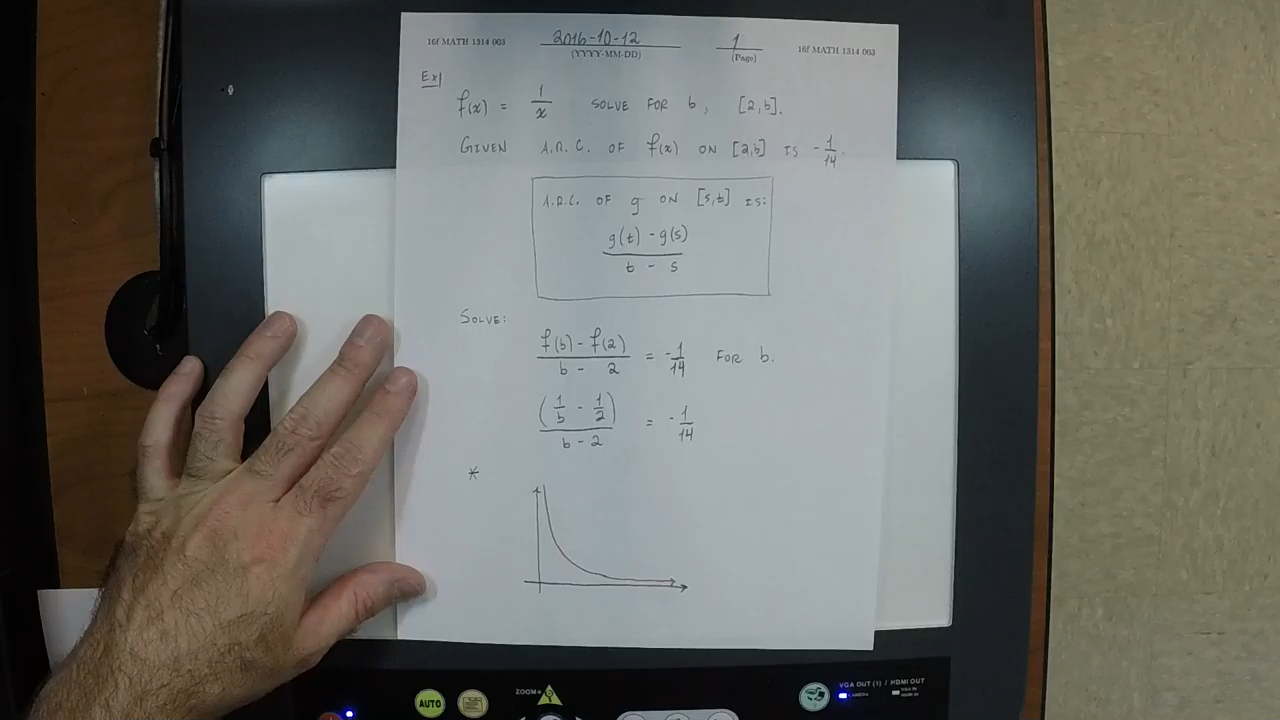 16f MATH 1314 003 2016-10-12 1 16f MATH 1314 003
(YYYY-MM-DD) (Page)
Ex1
f(x) = 1/x SOLVE FOR b, [2,b].
GIVEN A.R.C. OF f(x) ON [2,b] IS -1/14.
A.R.C. OF g ON [s,t] IS:
g(t) - g(s)
t - s
SOLVE:
f(b) - f(2) / b - 2 = -1/14 FOR b.
(1/b - 1/2) / b - 2 = -1/14
*
ZOOM+
AUTO
VGA OUT (1) / HDMI OUT